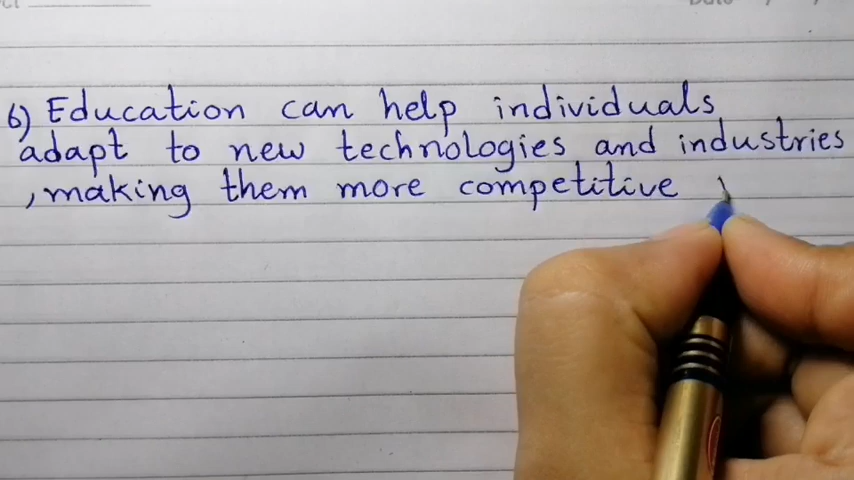 6) Education can help individuals
adapt to new technologies and industries
, making them more competitive